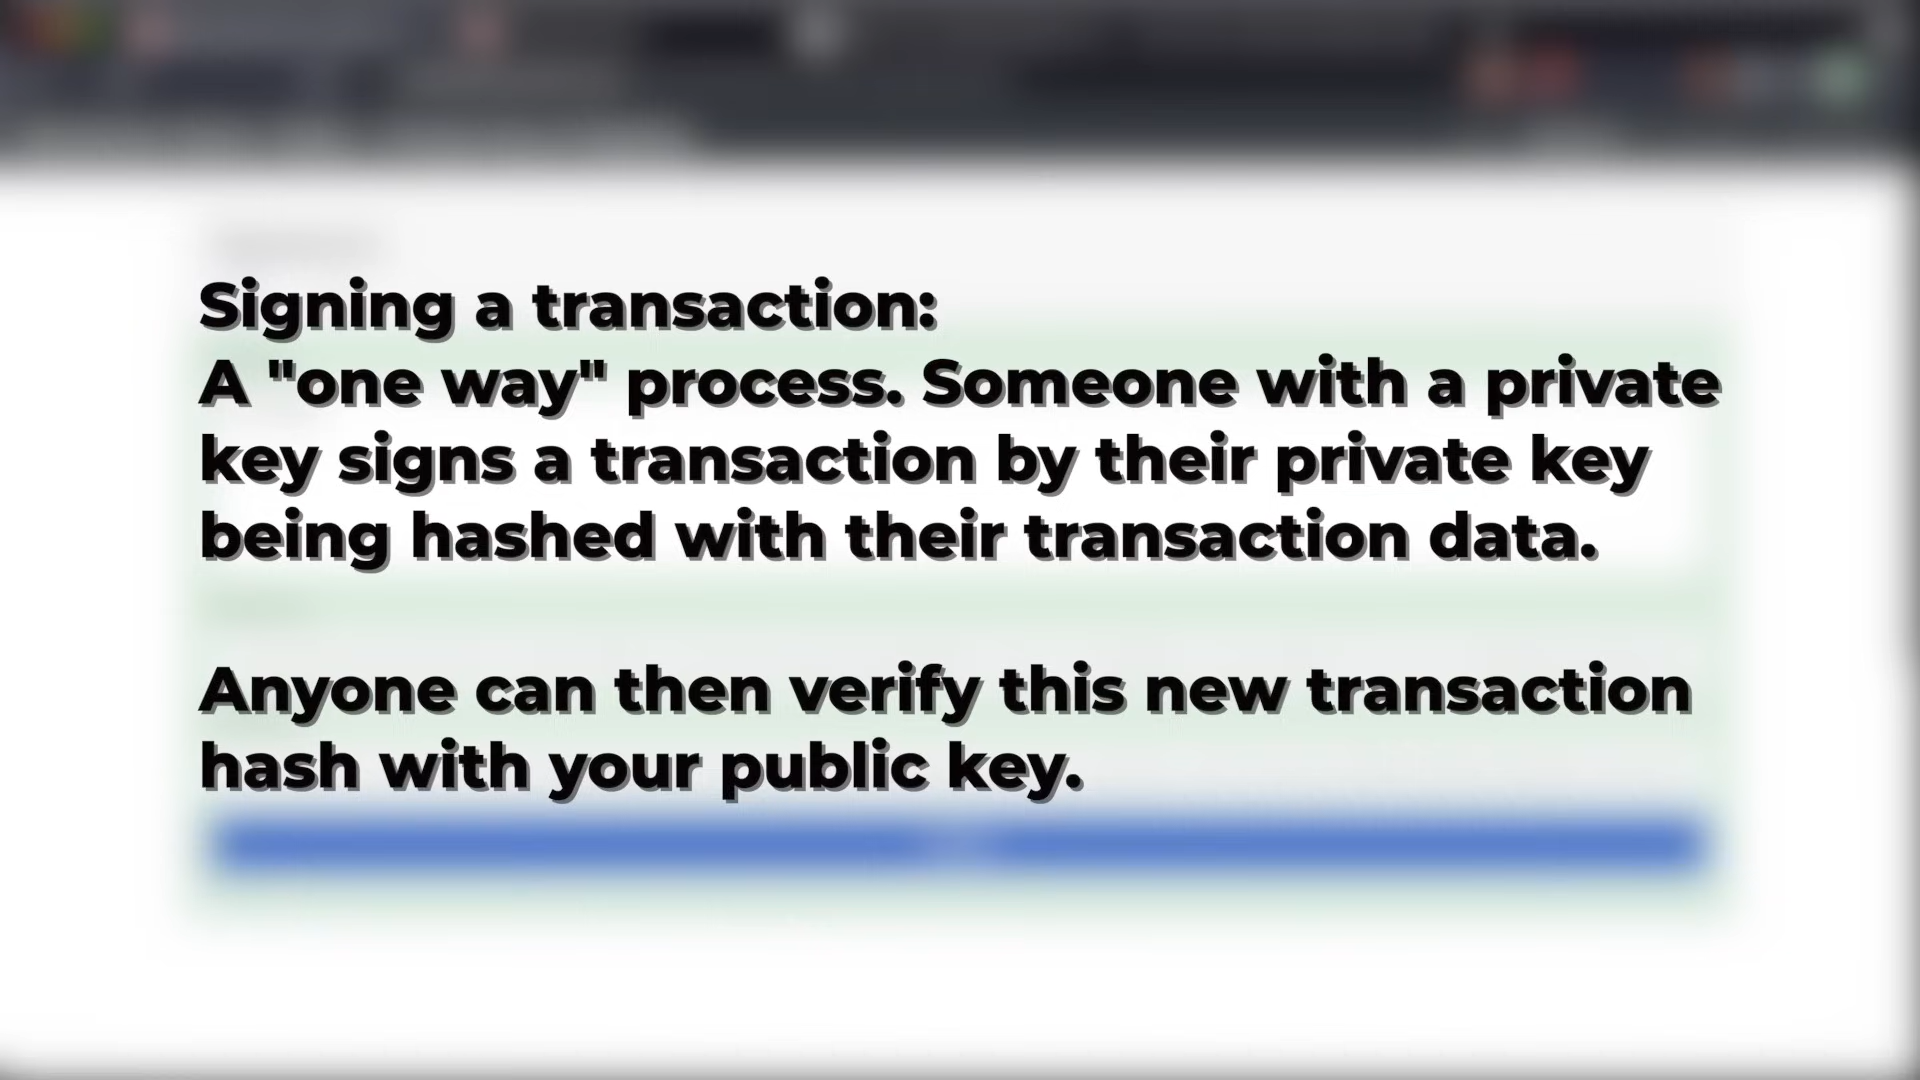 Signing a transaction:
A "one way" process. Someone with a private
key signs a transaction by their private key
being hashed with their transaction data.
Anyone can then verify this new transaction
hash with your public key.